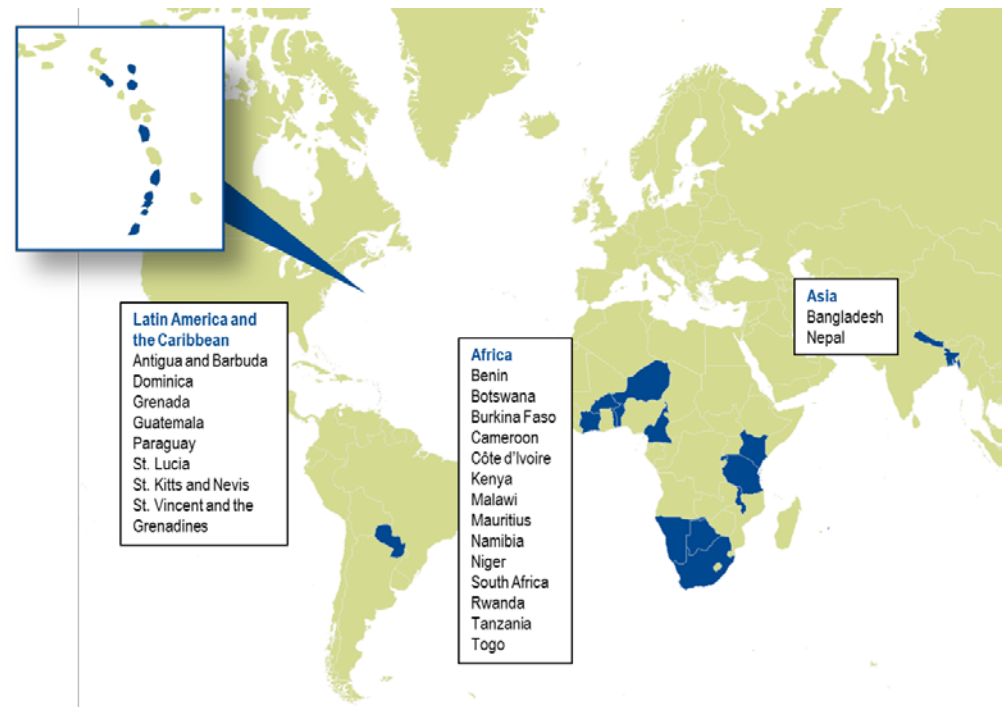 Latin America and
the Caribbean
Antigua and Barbuda
Dominica
Grenada
Guatemala
Paraguay
St. Lucia
St. Kitts and Nevis
St. Vincent and the
Grenadines
Africa
Benin
Botswana
Burkina Faso
Cameroon
Côte d'Ivoire
Kenya
Malawi
Mauritius
Namibia
Niger
South Africa
Rwanda
Tanzania
Togo
Asia
Bangladesh
Nepal